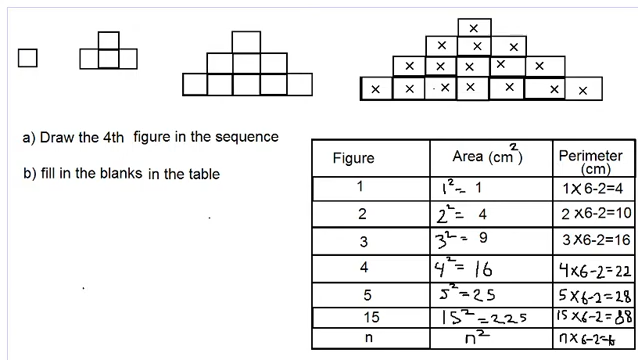 a) Draw the 4th figure in the sequence
b) fill in the blanks in the table
Figure Area (cm²) Perimeter (cm)
1 1²= 1 1×6-2=4
2 2²= 4 2×6-2=10
3 3²= 9 3×6-2=16
4 4²= 16 4×6-2=22
5 5²=25 5×6-2=28
15 15²=225 15×6-2=88
n n² n×6-2=